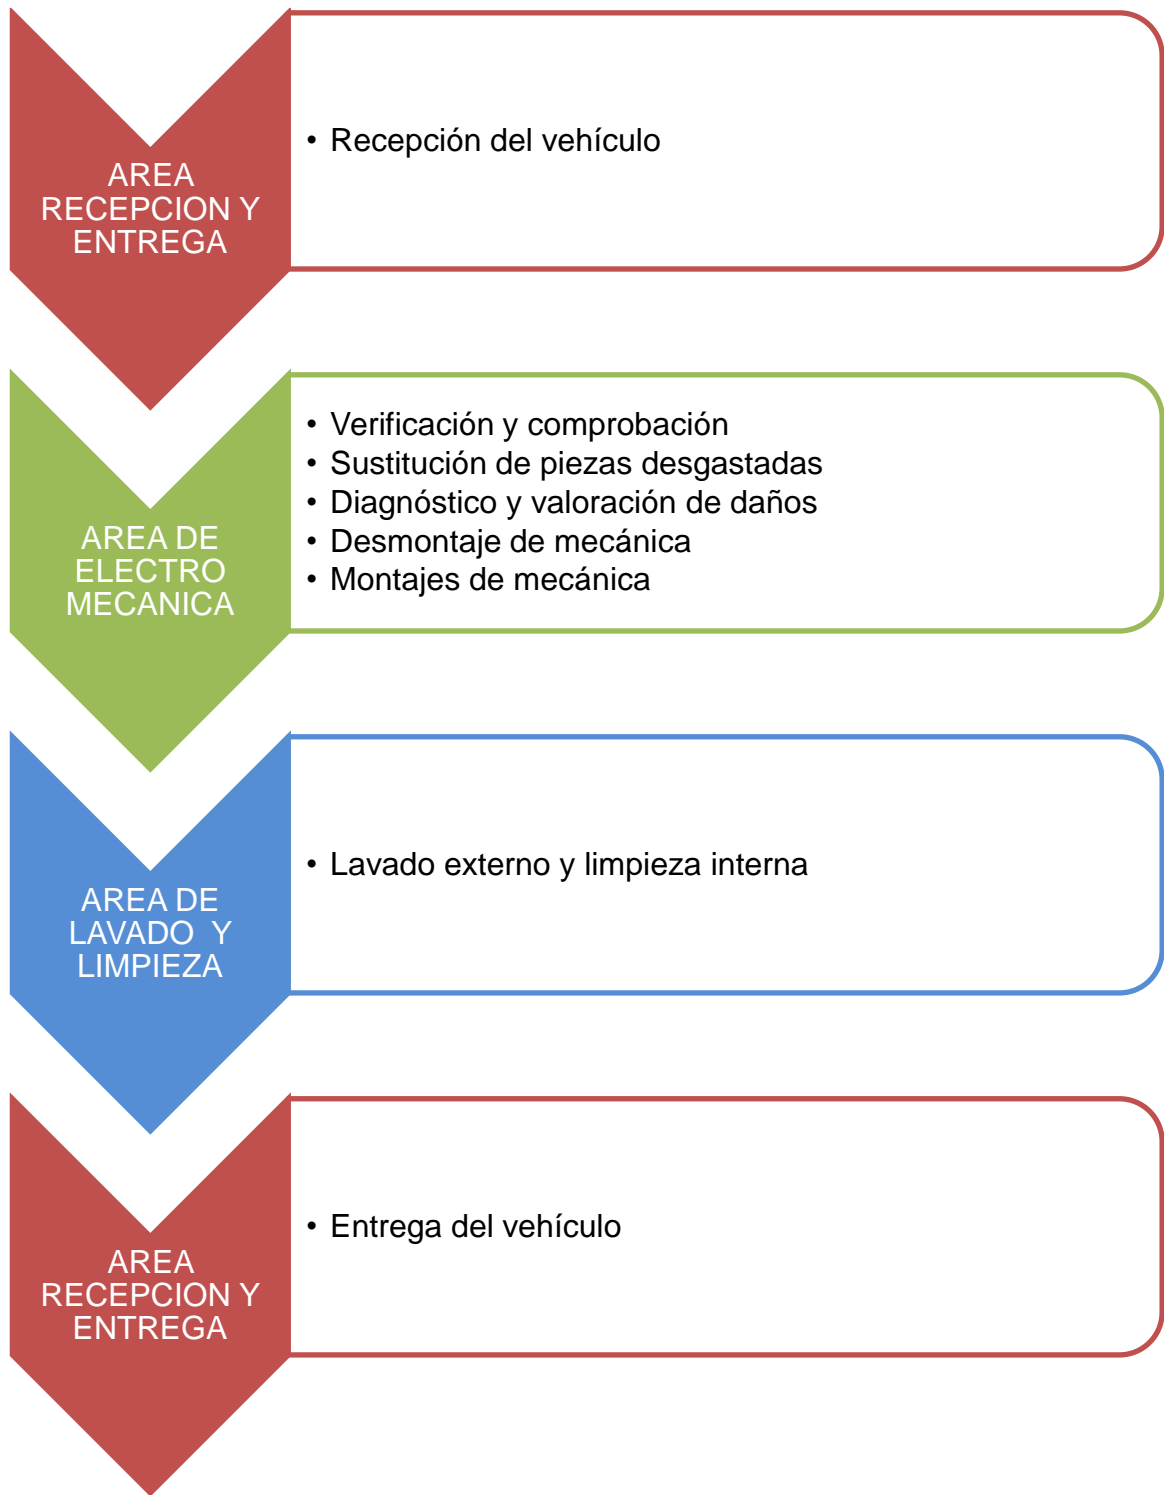 AREA
RECEPCION Y
ENTREGA
• Recepción del vehículo
AREA DE
ELECTRO
MECANICA
• Verificación y comprobación
• Sustitución de piezas desgastadas
• Diagnóstico y valoración de daños
• Desmontaje de mecánica
• Montajes de mecánica
AREA DE
LAVADO Y
LIMPIEZA
• Lavado externo y limpieza interna
AREA
RECEPCION Y
ENTREGA
• Entrega del vehículo